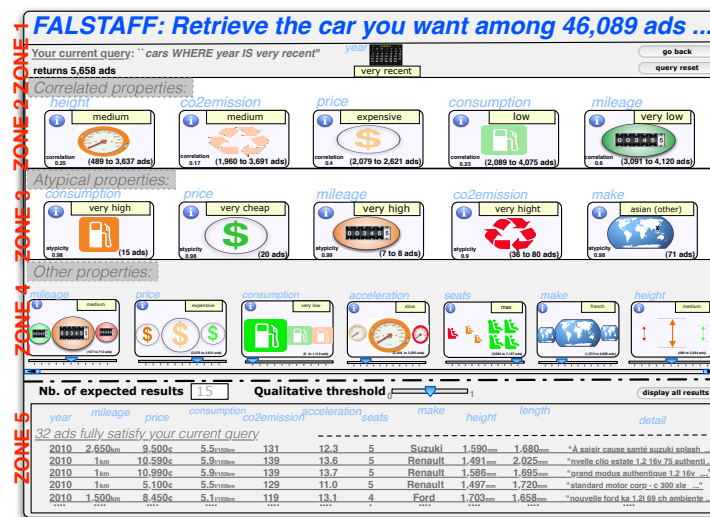 FALSTAFF: Retrieve the car you want among 46,089 ads ...
ZONE 1
Your current query: ``cars WHERE year IS very recent"
year
very recent
go back
returns 5,658 ads
query reset
ZONE 2
Correlated properties:
height
co2emission
price
consumption
mileage
medium
medium
expensive
low
very low
correlation
0.25
(489 to 3,637 ads)
correlation
0.17
(1,960 to 3,691 ads)
correlation
0.4
(2,079 to 2,621 ads)
correlation
0.23
(2,089 to 4,075 ads)
correlation
0.6
(3,091 to 4,120 ads)
ZONE 3
Atypical properties:
consumption
price
mileage
co2emission
make
very high
very cheap
very high
very hight
asian (other)
atypicity
0.98
(15 ads)
atypicity
0.98
(20 ads)
atypicity
0.99
(7 to 8 ads)
atypicity
0.9
(36 to 80 ads)
atypicity
0.98
(71 ads)
ZONE 4
Other properties:
mileage
price
consumption
acceleration
seats
make
height
medium
expensive
very low
slow
max
french
medium
(2,079 to 2,621 ads)
Nb. of expected results
15
Qualitative threshold
0
1
display all results
ZONE 5
year mileage price consumption co2emission acceleration seats make height length detail
32 ads fully satisfy your current query
2010 2.650km 9.500€ 5.5l/100km 131 12.3 5 Suzuki 1.590mm 1.680mm "À saisir cause santé suzuki splash ...
2010 1km 10.590€ 5.9l/100km 139 13.6 5 Renault 1.491mm 2.025mm "nvelle clio estate 1.2 16v 75 authenti ..
2010 1km 10.990€ 5.9l/100km 139 13.7 5 Renault 1.586mm 1.695mm "grand modus authentique 1.2 16v ..."
2010 1km 5.100€ 5.5l/100km 129 11.0 5 Renault 1.497mm 1.720mm "standard motor corp - c 300 xle ..."
2010 1.500km 8.450€ 5.1l/100km 119 13.1 4 Ford 1.703mm 1.658mm "nouvelle ford ka 1.2i 69 ch ambiente ...